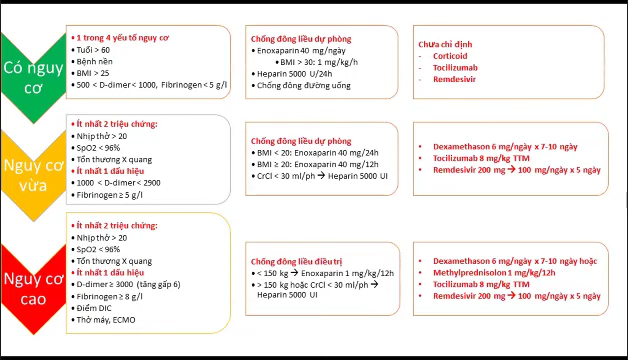 Có nguy
cơ
• 1 trong 4 yếu tố nguy cơ
• Tuổi > 60
• Bệnh nền
• BMI > 25
• 500 < D-dimer < 1000, Fibrinogen < 5 g/l
Chống đông liều dự phòng
• Enoxaparin 40 mg/ngày
• BMI > 30: 1 mg/kg/h
• Heparin 5000 U/24h
• Chống đông đường uống
Chưa chỉ định
- Corticoid
- Tocilizumab
- Remdesivir
Nguy cơ
vừa
• Ít nhất 2 triệu chứng:
• Nhịp thở > 20
• SpO2 < 96%
• Tổn thương X quang
• Ít nhất 1 dấu hiệu
• 1000 < D-dimer < 2900
• Fibrinogen ≥ 5 g/l
Chống đông liều dự phòng
• BMI < 20: Enoxaparin 40 mg/24h
• BMI ≥ 20: Enoxaparin 40 mg/12h
• CrCl < 30 ml/ph → Heparin 5000 UI
• Dexamethason 6 mg/ngày x 7-10 ngày
• Tocilizumab 8 mg/kg TTM
• Remdesivir 200 mg → 100 mg/ngày x 5 ngày
Nguy cơ
cao
• Ít nhất 2 triệu chứng:
• Nhịp thở > 20
• SpO2 < 96%
• Tổn thương X quang
• Ít nhất 1 dấu hiệu
• D-dimer ≥ 3000 (tăng gấp 6)
• Fibrinogen ≥ 8 g/l
• Điểm DIC
• Thở máy, ECMO
Chống đông liều điều trị
• < 150 kg → Enoxaparin 1 mg/kg/12h
• > 150 kg hoặc CrCl < 30 ml/ph →
Heparin 5000 UI
• Dexamethason 6 mg/ngày x 7-10 ngày hoặc
• Methylprednisolon 1 mg/kg/12h
• Tocilizumab 8 mg/kg TTM
• Remdesivir 200 mg → 100 mg/ngày x 5 ngày